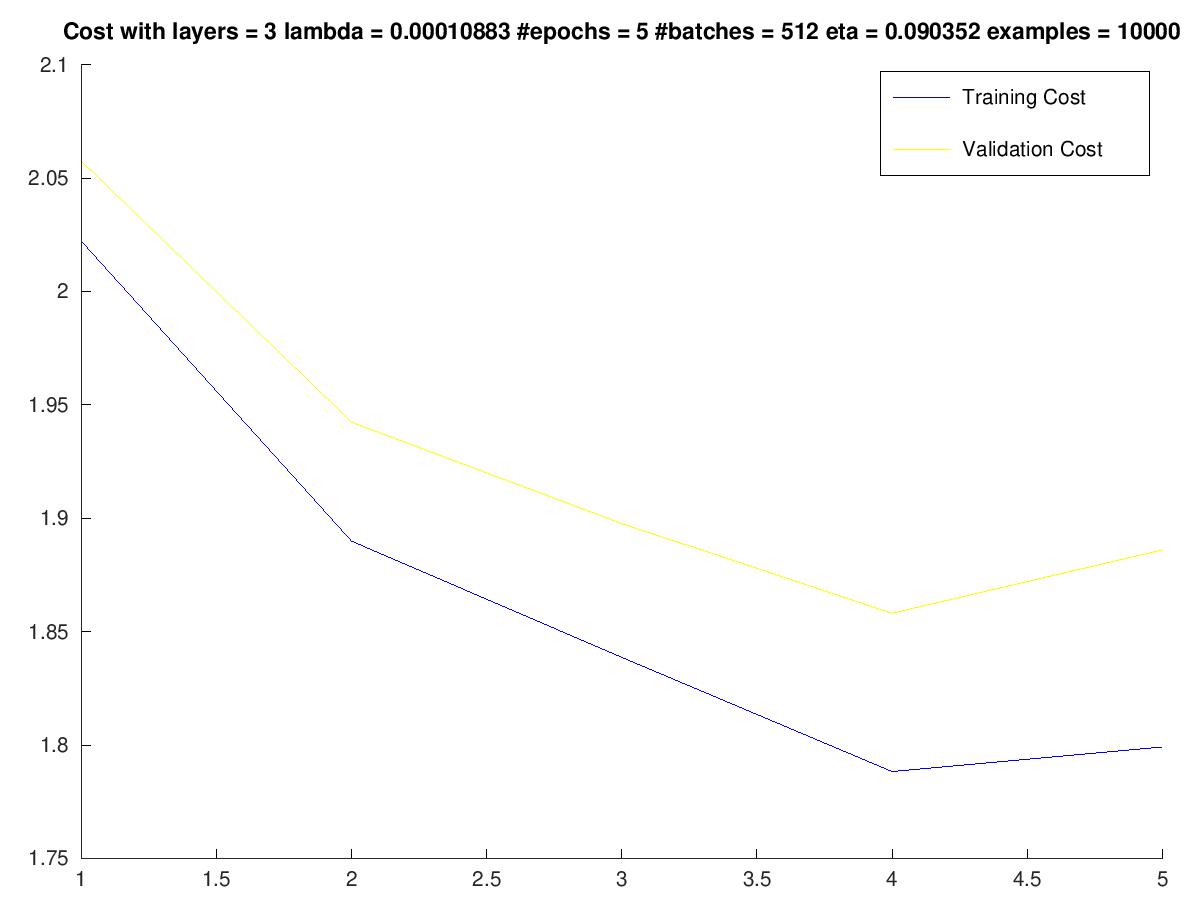 Cost with layers = 3 lambda = 0.00010883 #epochs = 5 #batches = 512 eta = 0.090352 examples = 10000
2.1
2.05
2
1.95
1.9
1.85
1.8
1.75
Training Cost
Validation Cost
1 1.5 2 2.5 3 3.5 4 4.5 5